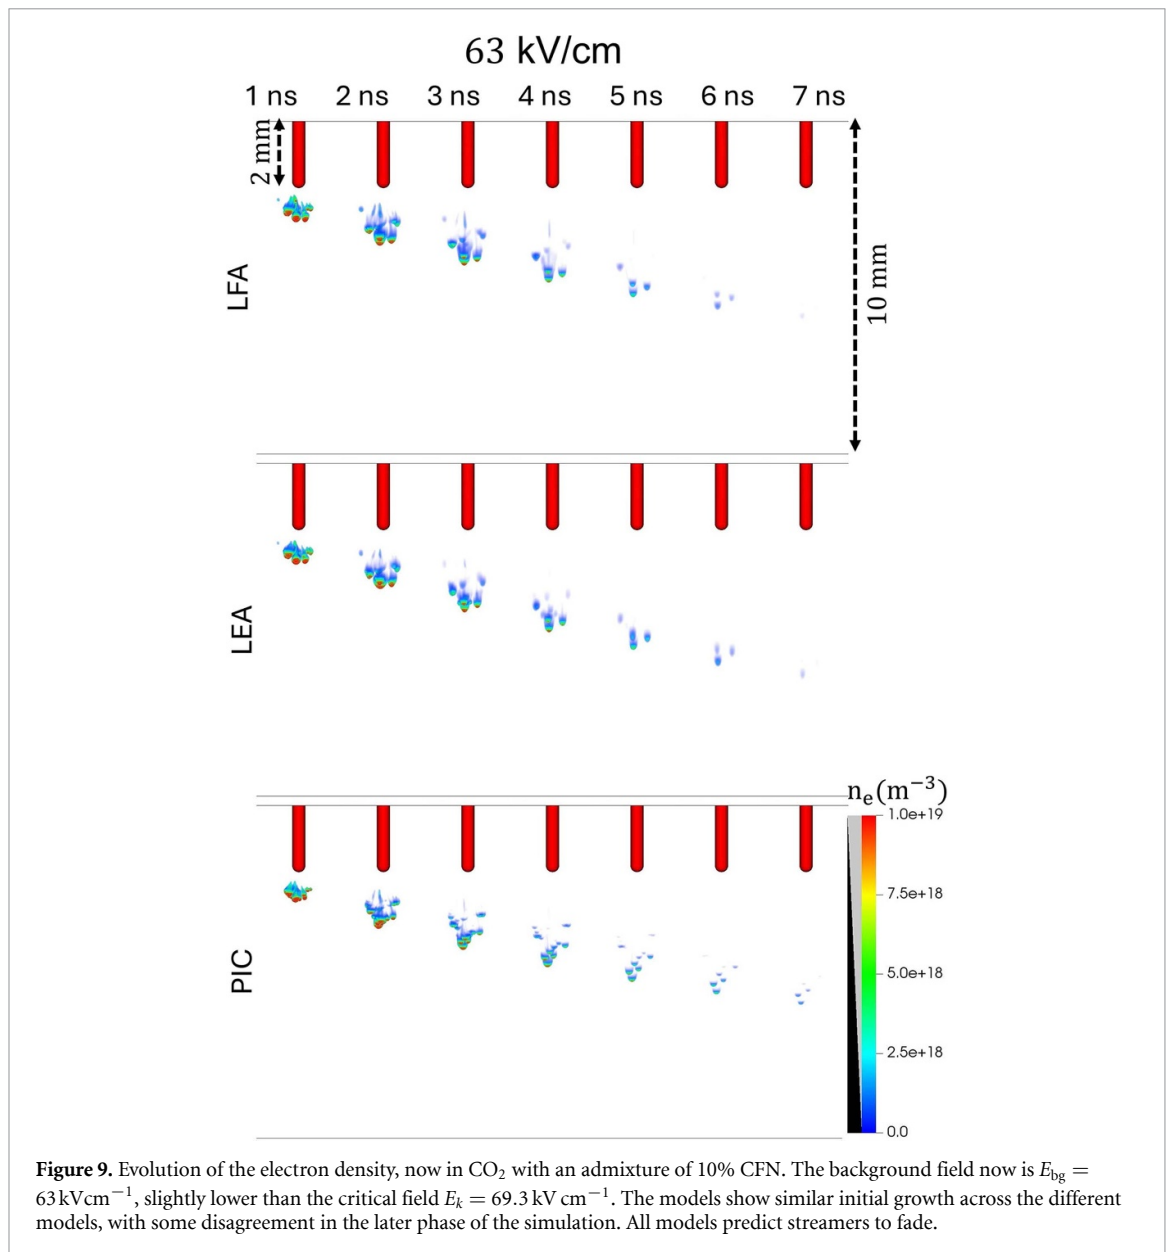 63 kV/cm
1 ns 2 ns 3 ns 4 ns 5 ns 6 ns 7 ns
2 mm
10 mm
LFA
LEA
PIC
nₑ(m⁻³)
1.0e+19
7.5e+18
5.0e+18
2.5e+18
0.0
Figure 9. Evolution of the electron density, now in CO₂ with an admixture of 10% CFN. The background field now is E_bg =
63 kVcm⁻¹, slightly lower than the critical field Eₖ = 69.3 kV cm⁻¹. The models show similar initial growth across the different
models, with some disagreement in the later phase of the simulation. All models predict streamers to fade.